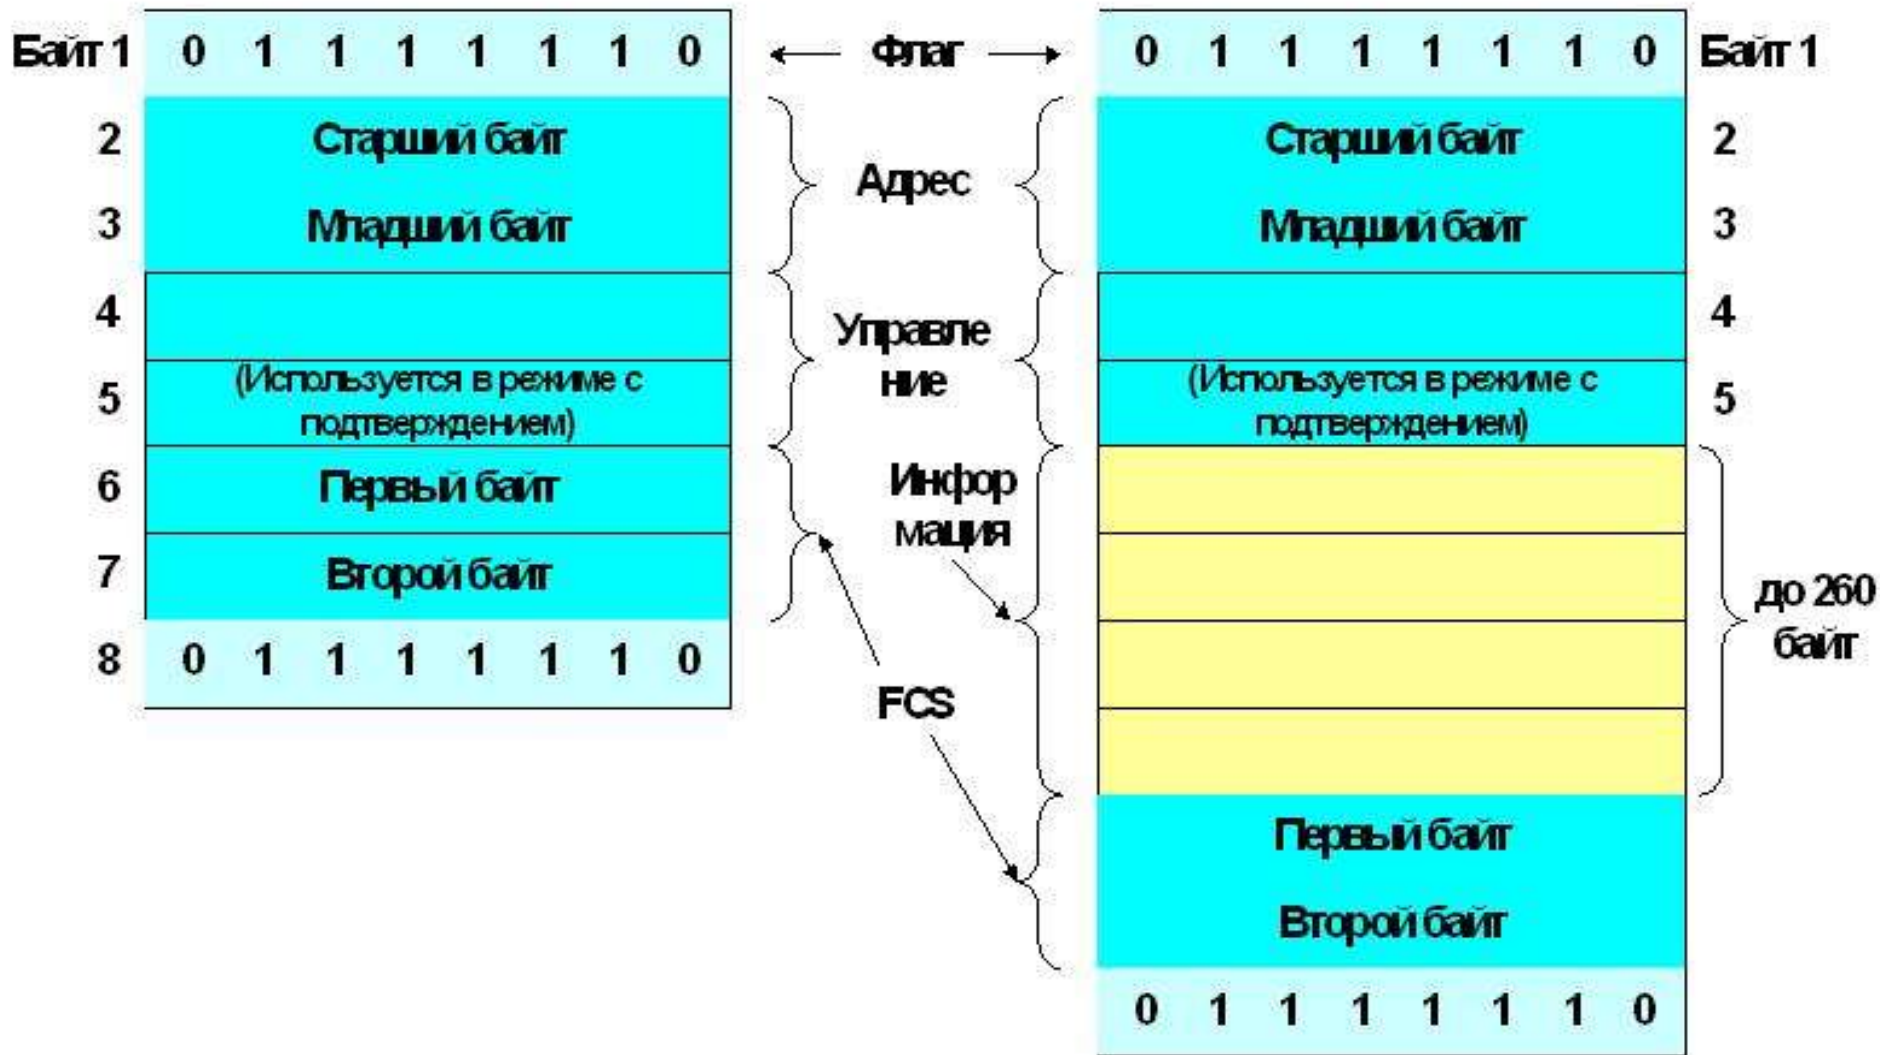 Байт 1 0 1 1 1 1 1 1 0 Флаг 0 1 1 1 1 1 1 0 Байт 1
2 Старший байт Старший байт 2
Адрес
3 Младший байт Младший байт 3
4 4
Управле
ние
5 (Используется в режиме с (Используется в режиме с 5
подтверждением) подтверждением)
6 Первый байт
Инфор
мация
7 Второй байт
до 260
байт
8 0 1 1 1 1 1 1 0
FCS
Первый байт
Второй байт
0 1 1 1 1 1 1 0